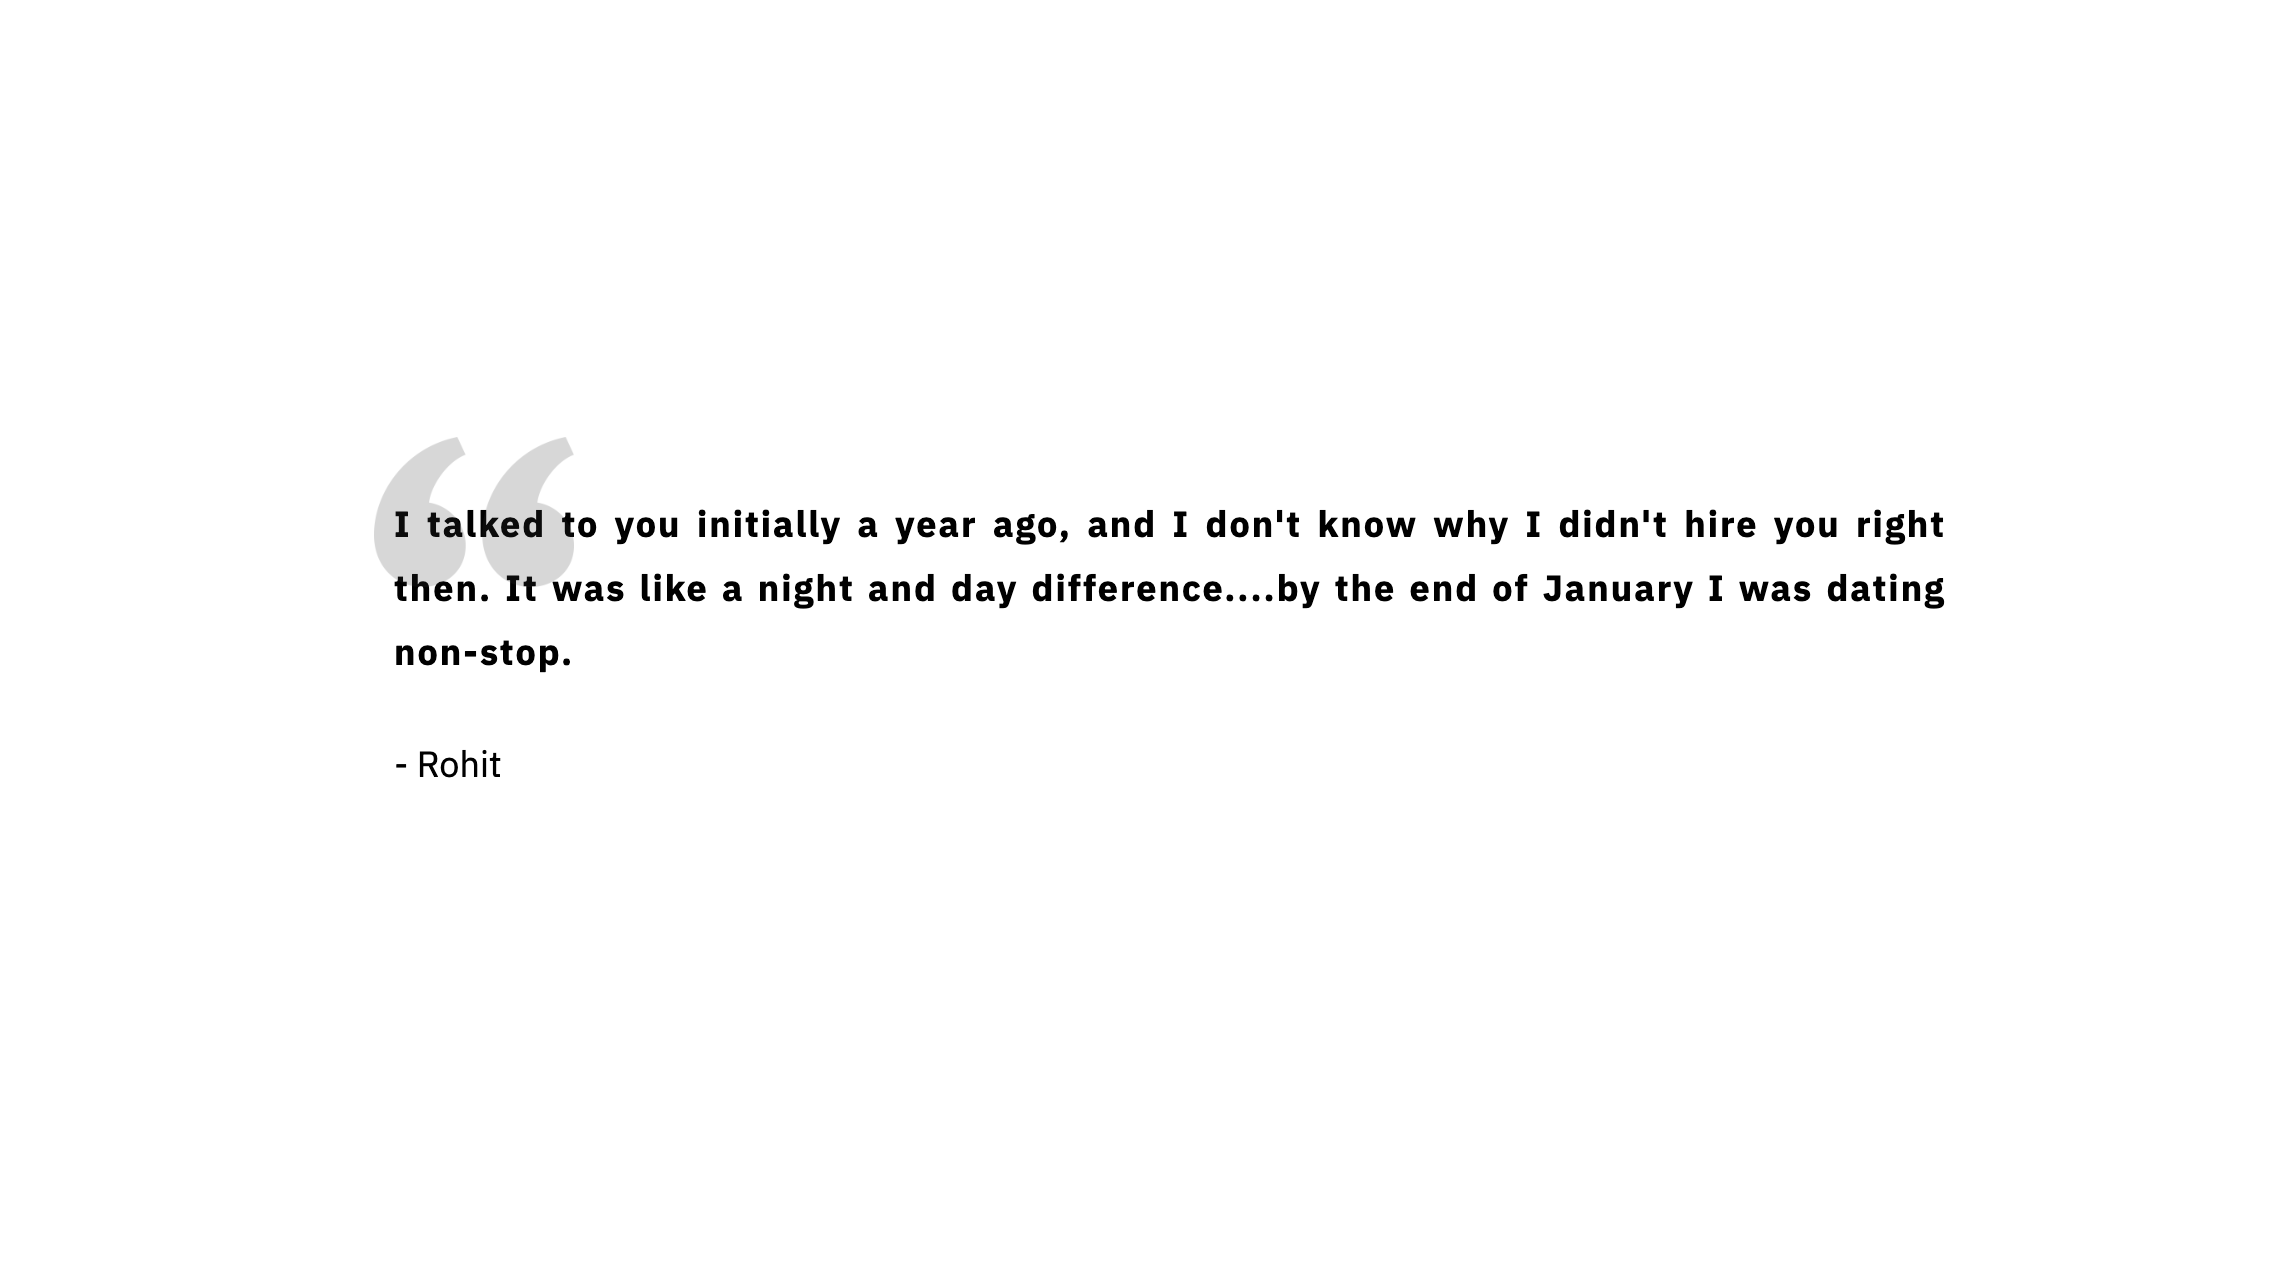 I talked to you initially a year ago, and I don't know why I didn't hire you right
then. It was like a night and day difference....by the end of January I was dating
non-stop.
- Rohit